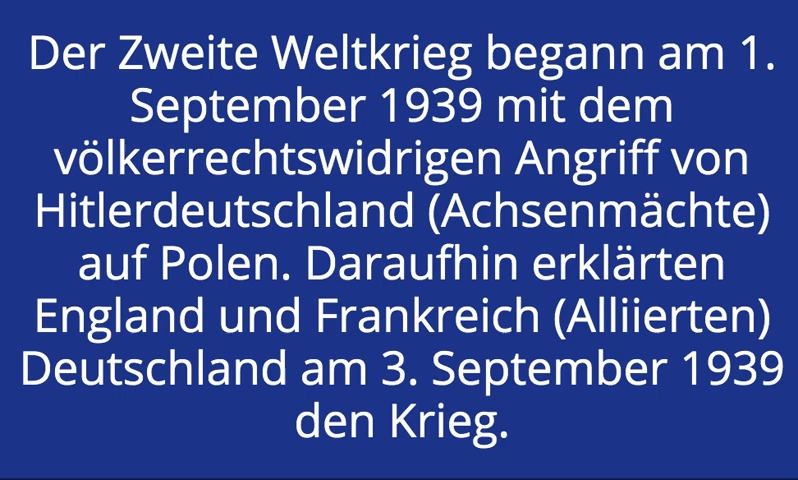 Der Zweite Weltkrieg begann am 1.
September 1939 mit dem
völkerrechtswidrigen Angriff von
Hitlerdeutschland (Achsenmächte)
auf Polen. Daraufhin erklärten
England und Frankreich (Alliierten)
Deutschland am 3. September 1939
den Krieg.